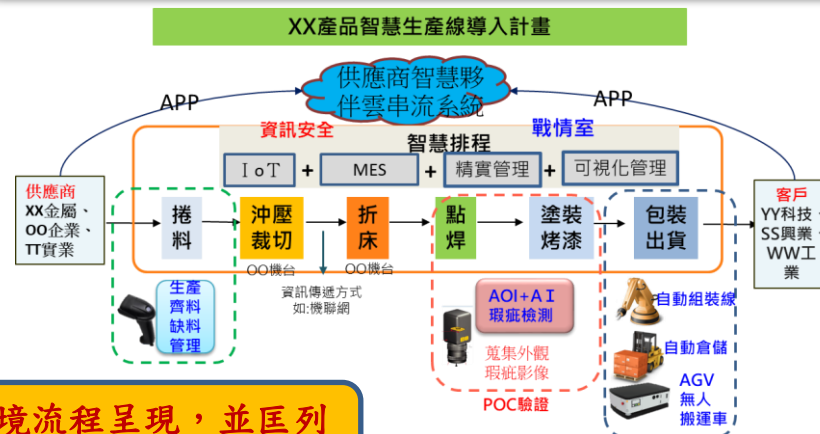 XX產品智慧生產線導入計畫
供應商智慧夥
伴雲串流系統
APP
APP
資訊安全
戰情室
智慧排程
IoT + MES + 精實管理 + 可視化管理
供應商
XX金屬、
OO企業、
TT實業
捲
料
沖壓
裁切
折
床
點
焊
塗裝
烤漆
包裝
出貨
客戶
YY科技、
SS興業、
WW工
業
OO機台
OO機台
資訊傳遞方式
如:機聯網
生產
齊料
缺料
管理
AOI+AI
瑕疵檢測
蒐集外觀
瑕疵影像
POC驗證
自動組裝線
自動倉儲
AGV
無人
搬運車
境流程呈現,並匡列